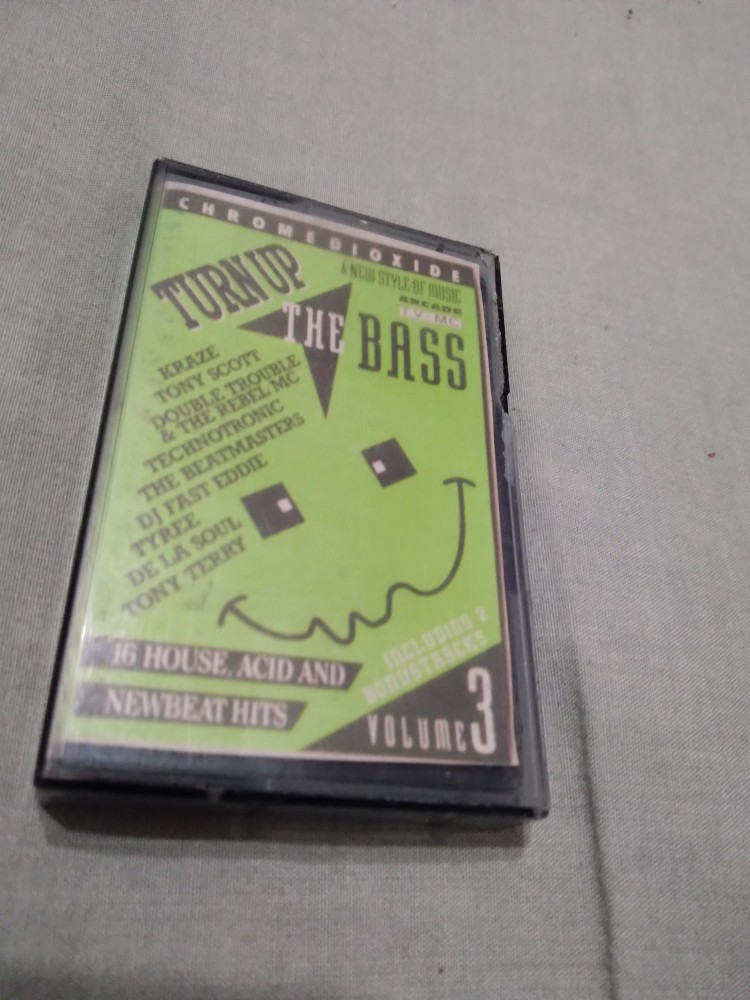 CHROMEDIOXIDE
TURN UP
THE BASS
A NEW STYLE OF MUSIC
ARCADE
T.V. MC
KRAZE
TONY SCOTT
DOUBLE TROUBLE
& THE REBEL MC
TECHNOTRONIC
THE BEATMASTERS
DJ FAST EDDIE
TYREE
DE LA SOUL
TONY TERRY
16 HOUSE, ACID AND
NEWBEAT HITS
INCLUDING 2
BONUSTRACKS
VOLUME 3